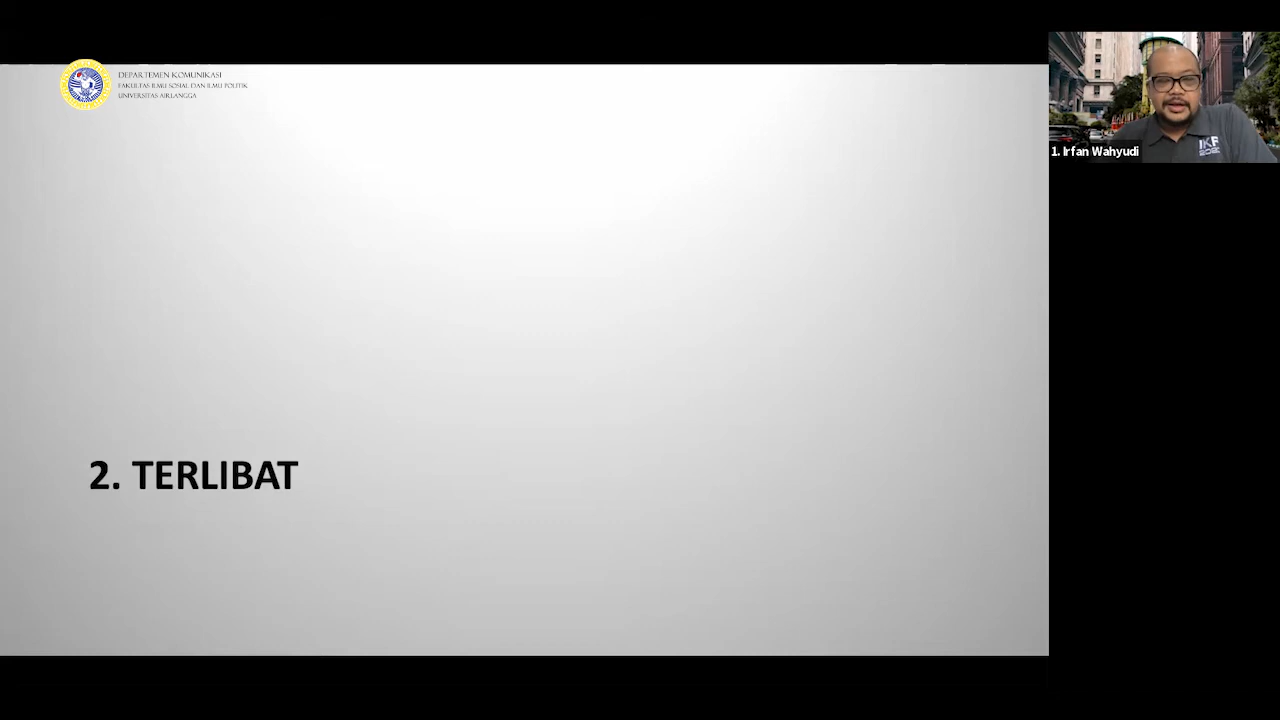 DEPARTEMEN KOMUNIKASI
FAKULTAS ILMU SOSIAL DAN ILMU POLITIK
UNIVERSITAS AIRLANGGA
1. Irfan Wahyudi
2. TERLIBAT